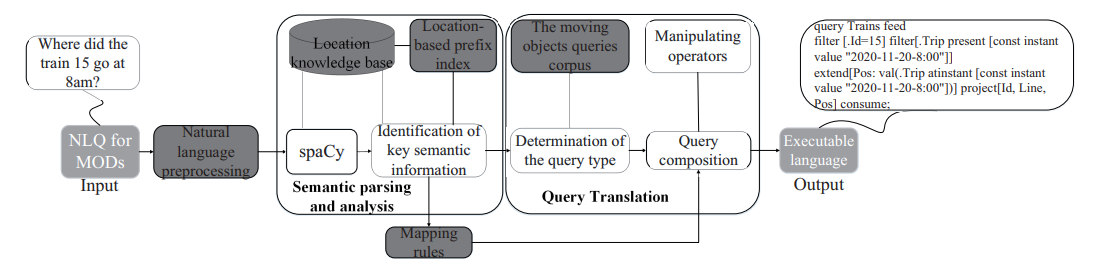 Where did the
train 15 go at
8am?
NLQ for
MODs
Input
Natural
language
preprocessing
Location
knowledge base
Location-
based prefix
index
spaCy
Identification of
key semantic
information
Semantic parsing
and analysis
Mapping
rules
The moving
objects queries
corpus
Manipulating
operators
Determination of
the query type
Query
composition
Query Translation
Executable
language
Output
query Trains feed
filter [.Id=15] filter[.Trip present [const instant
value "2020-11-20-8:00"]]
extend[Pos: val(.Trip atinstant [const instant
value "2020-11-20-8:00"])] project[Id, Line,
Pos] consume;